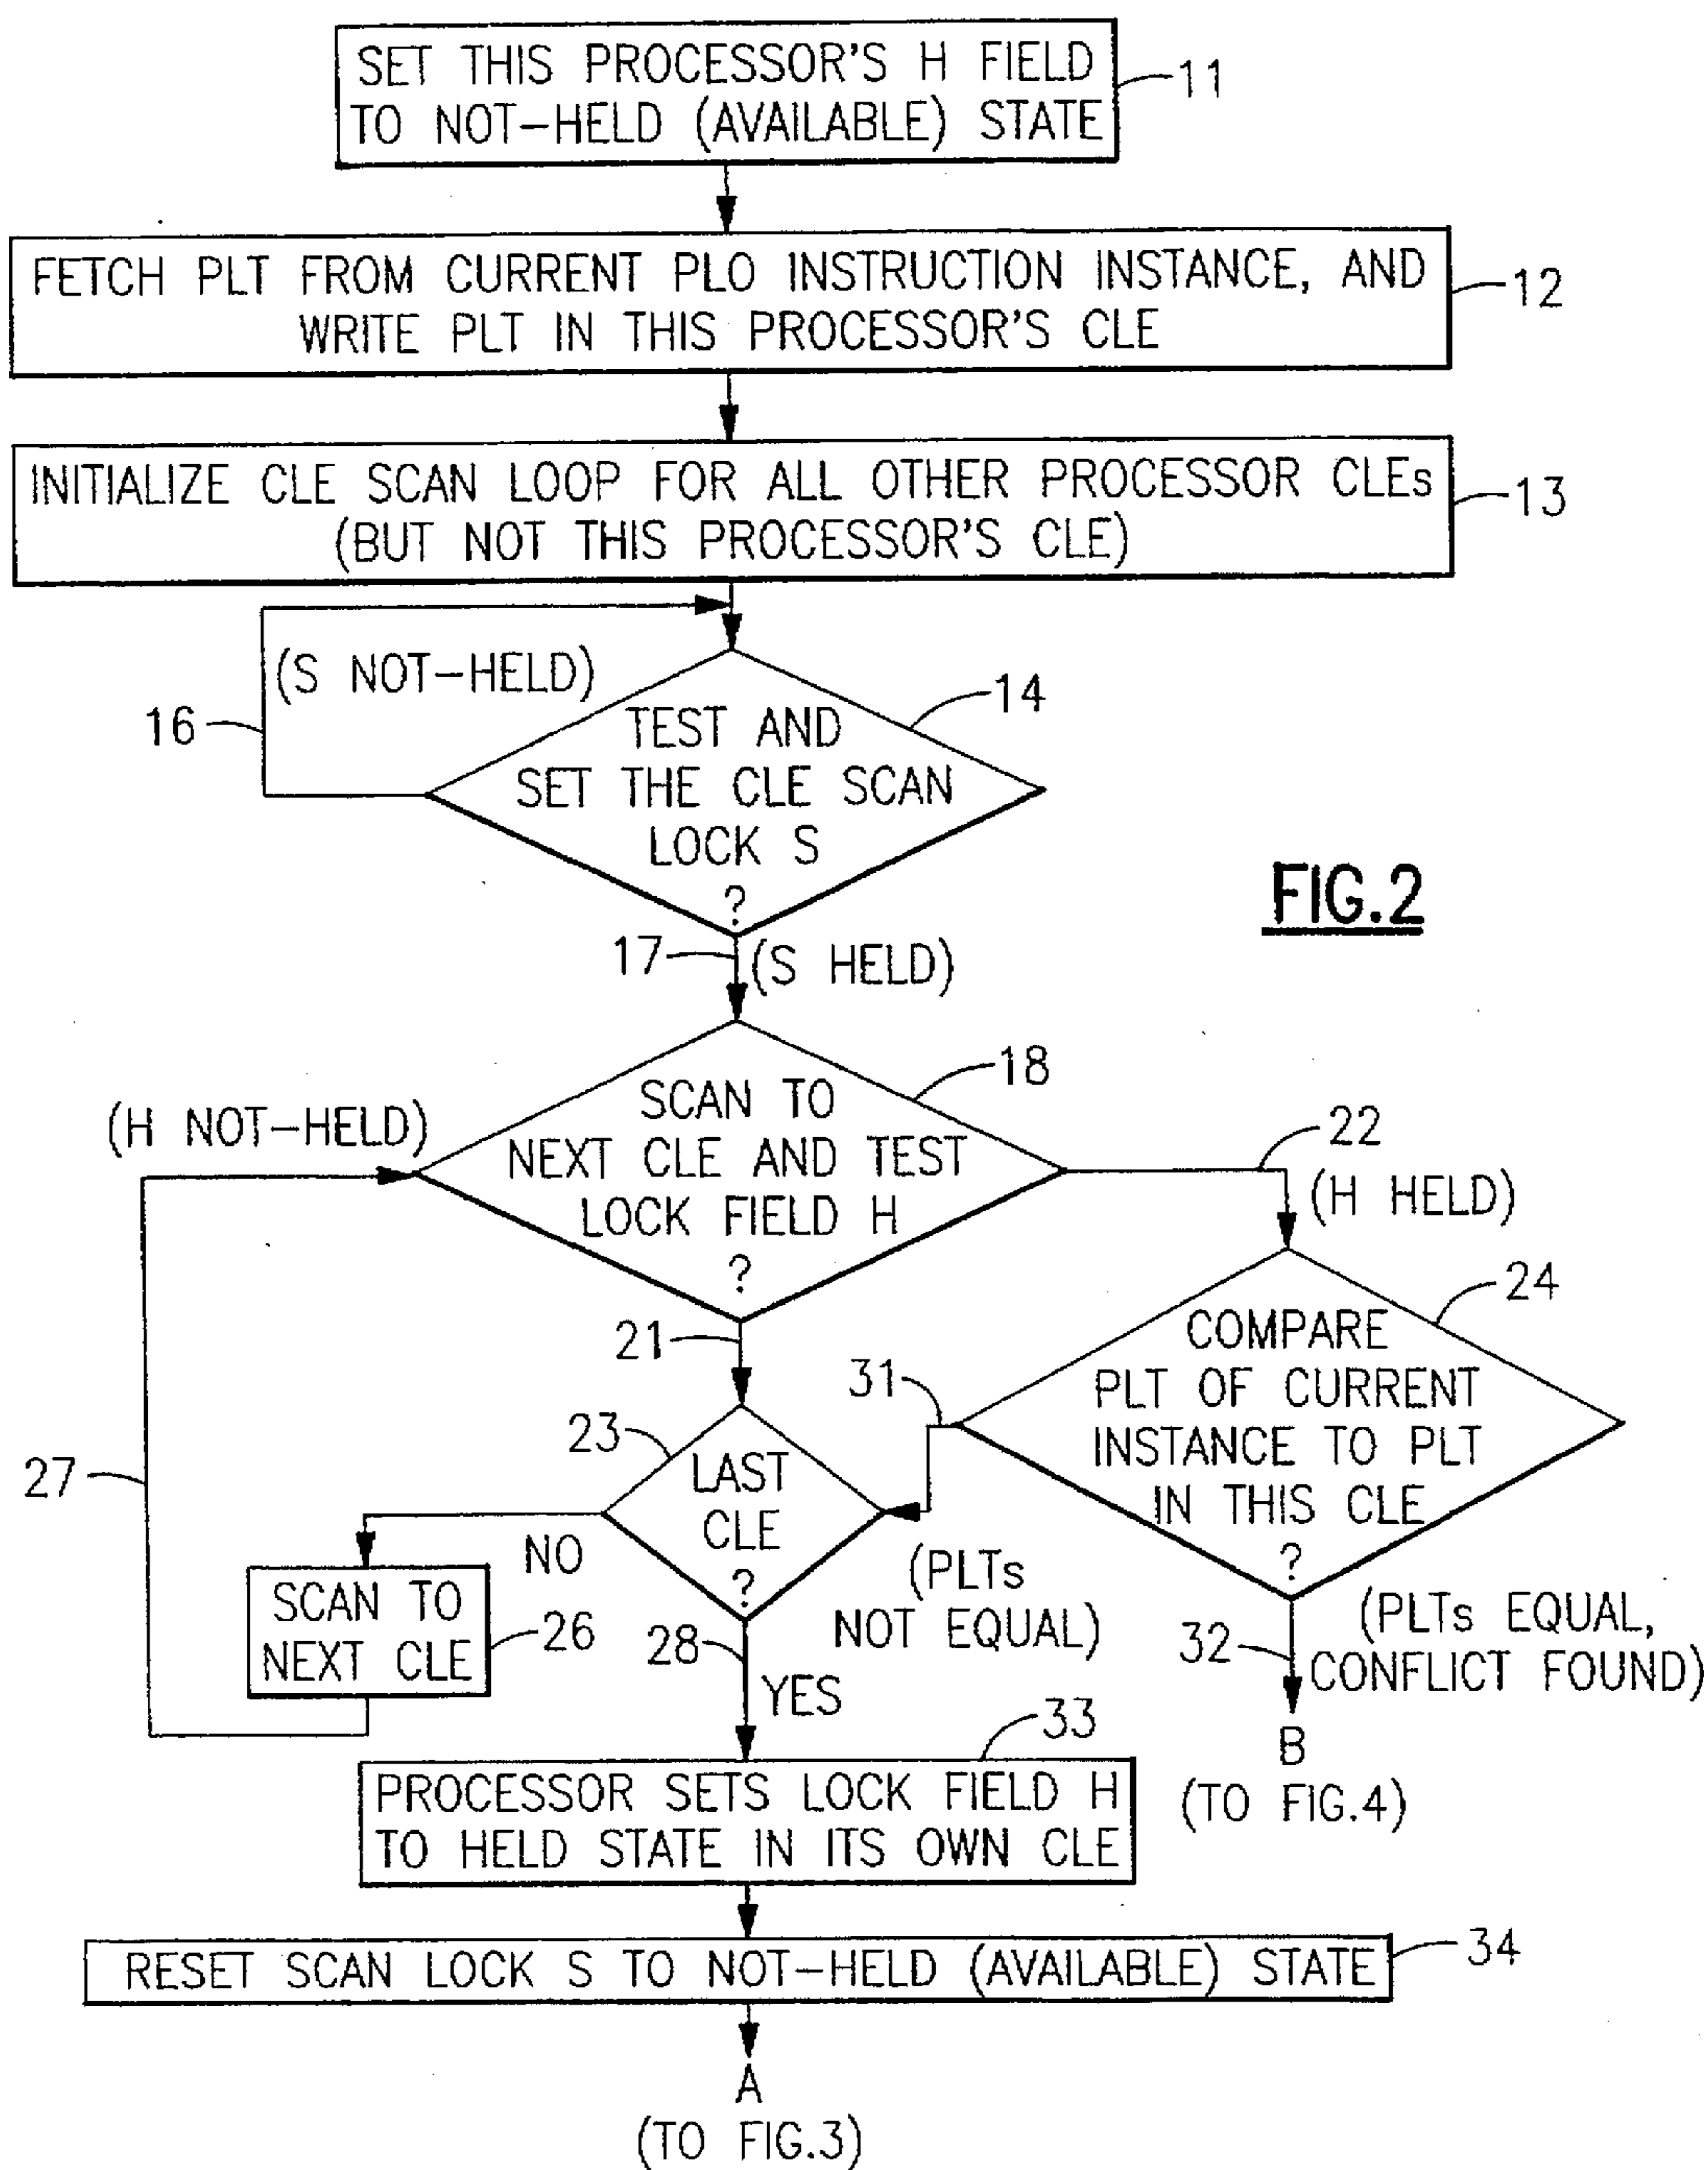 SET THIS PROCESSOR'S H FIELD
TO NOT-HELD (AVAILABLE) STATE
11
FETCH PLT FROM CURRENT PLO INSTRUCTION INSTANCE, AND
WRITE PLT IN THIS PROCESSOR'S CLE
12
INITIALIZE CLE SCAN LOOP FOR ALL OTHER PROCESSOR CLEs
(BUT NOT THIS PROCESSOR'S CLE)
13
(S NOT-HELD)
16
14
TEST AND
SET THE CLE SCAN
LOCK S
?
FIG.2
17
(S HELD)
18
(H NOT-HELD)
SCAN TO
NEXT CLE AND TEST
LOCK FIELD H
?
22
(H HELD)
21
24
COMPARE
PLT OF CURRENT
INSTANCE TO PLT
IN THIS CLE
?
31
23
LAST
CLE
?
27
NO
(PLTs
NOT EQUAL)
SCAN TO
NEXT CLE
26
28
YES
32
(PLTs EQUAL,
CONFLICT FOUND)
B
(TO FIG.4)
33
PROCESSOR SETS LOCK FIELD H
TO HELD STATE IN ITS OWN CLE
RESET SCAN LOCK S TO NOT-HELD (AVAILABLE) STATE
34
A
(TO FIG.3)